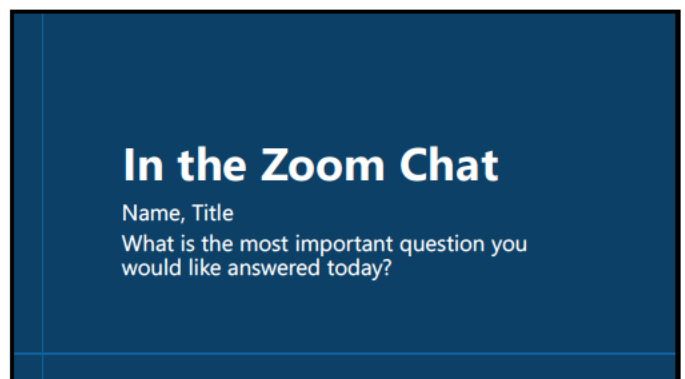 In the Zoom Chat
Name, Title
What is the most important question you
would like answered today?